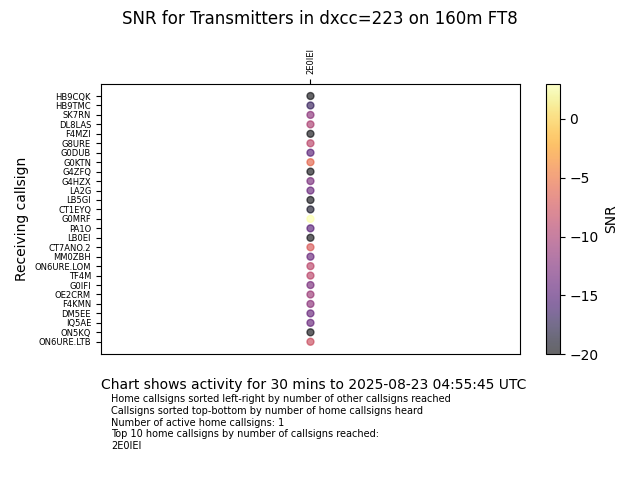 SNR for Transmitters in dxcc=223 on 160m FT8
2E0IEI
HB9CQK
HB9TMC
SK7RN
DL8LAS
F4MZI
G8URE
G0DUB
G0KTN
G4ZFQ
G4HZX
LA2G
LB5GI
CT1EYQ
G0MRF
PA1O
LB0EI
CT7ANO.2
MM0ZBH
ON6URE.LOM
TF4M
G0IFI
OE2CRM
F4KMN
DM5EE
IQ5AE
ON5KQ
ON6URE.LTB
Receiving callsign
0
−5
−10
−15
−20
SNR
Chart shows activity for 30 mins to 2025-08-23 04:55:45 UTC
Home callsigns sorted left-right by number of other callsigns reached
Callsigns sorted top-bottom by number of home callsigns heard
Number of active home callsigns: 1
Top 10 home callsigns by number of callsigns reached:
2E0IEI